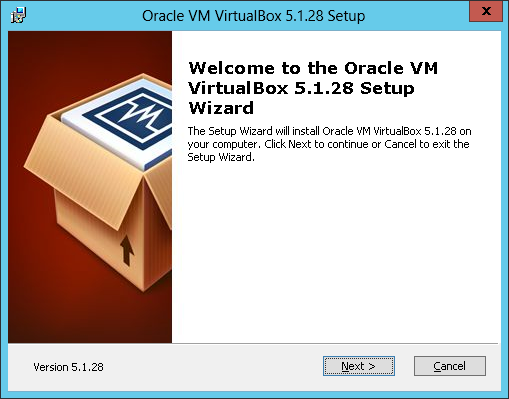 Oracle VM VirtualBox 5.1.28 Setup
Welcome to the Oracle VM
VirtualBox 5.1.28 Setup
Wizard
The Setup Wizard will install Oracle VM VirtualBox 5.1.28 on
your computer. Click Next to continue or Cancel to exit the
Setup Wizard.
Version 5.1.28
Next >
Cancel